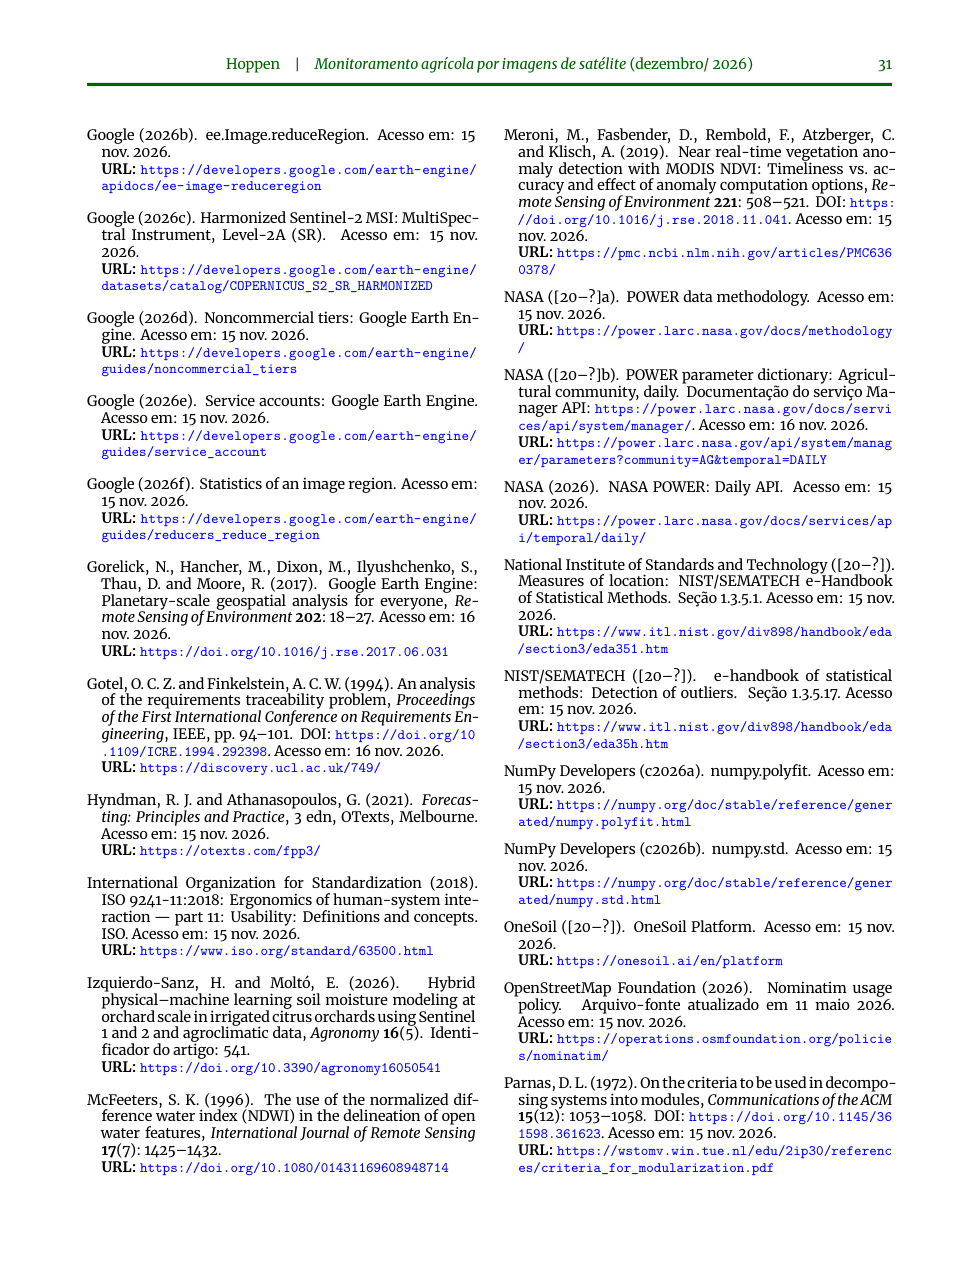 Hoppen | Monitoramento agrícola por imagens de satélite (dezembro/ 2026) 31
Google (2026b). ee.Image.reduceRegion. Acesso em: 15
nov. 2026.
URL: https://developers.google.com/earth-engine/
apidocs/ee-image-reduceregion
Google (2026c). Harmonized Sentinel-2 MSI: MultiSpec-
tral Instrument, Level-2A (SR). Acesso em: 15 nov.
2026.
URL: https://developers.google.com/earth-engine/
datasets/catalog/COPERNICUS_S2_SR_HARMONIZED
Google (2026d). Noncommercial tiers: Google Earth En-
gine. Acesso em: 15 nov. 2026.
URL: https://developers.google.com/earth-engine/
guides/noncommercial_tiers
Google (2026e). Service accounts: Google Earth Engine.
Acesso em: 15 nov. 2026.
URL: https://developers.google.com/earth-engine/
guides/service_account
Google (2026f). Statistics of an image region. Acesso em:
15 nov. 2026.
URL: https://developers.google.com/earth-engine/
guides/reducers_reduce_region
Gorelick, N., Hancher, M., Dixon, M., Ilyushchenko, S.,
Thau, D. and Moore, R. (2017). Google Earth Engine:
Planetary-scale geospatial analysis for everyone, Re-
mote Sensing of Environment 202: 18–27. Acesso em: 16
nov. 2026.
URL: https://doi.org/10.1016/j.rse.2017.06.031
Gotel, O. C. Z. and Finkelstein, A. C. W. (1994). An analysis
of the requirements traceability problem, Proceedings
of the First International Conference on Requirements En-
gineering, IEEE, pp. 94–101. DOI: https://doi.org/10
.1109/ICRE.1994.292398. Acesso em: 16 nov. 2026.
URL: https://discovery.ucl.ac.uk/749/
Hyndman, R. J. and Athanasopoulos, G. (2021). Forecas-
ting: Principles and Practice, 3 edn, OTexts, Melbourne.
Acesso em: 15 nov. 2026.
URL: https://otexts.com/fpp3/
International Organization for Standardization (2018).
ISO 9241-11:2018: Ergonomics of human-system inte-
raction — part 11: Usability: Definitions and concepts.
ISO. Acesso em: 15 nov. 2026.
URL: https://www.iso.org/standard/63500.html
Izquierdo-Sanz, H. and Moltó, E. (2026). Hybrid
physical–machine learning soil moisture modeling at
orchard scale in irrigated citrus orchards using Sentinel
1 and 2 and agroclimatic data, Agronomy 16(5). Identi-
ficador do artigo: 541.
URL: https://doi.org/10.3390/agronomy16050541
McFeeters, S. K. (1996). The use of the normalized dif-
ference water index (NDWI) in the delineation of open
water features, International Journal of Remote Sensing
17(7): 1425–1432.
URL: https://doi.org/10.1080/01431169608948714
Meroni, M., Fasbender, D., Rembold, F., Atzberger, C.
and Klisch, A. (2019). Near real-time vegetation ano-
maly detection with MODIS NDVI: Timeliness vs. ac-
curacy and effect of anomaly computation options, Re-
mote Sensing of Environment 221: 508–521. DOI: https:
//doi.org/10.1016/j.rse.2018.11.041. Acesso em: 15
nov. 2026.
URL: https://pmc.ncbi.nlm.nih.gov/articles/PMC636
0378/
NASA ([20–?]a). POWER data methodology. Acesso em:
15 nov. 2026.
URL: https://power.larc.nasa.gov/docs/methodology
/
NASA ([20–?]b). POWER parameter dictionary: Agricul-
tural community, daily. Documentação do serviço Ma-
nager API: https://power.larc.nasa.gov/docs/servi
ces/api/system/manager/. Acesso em: 16 nov. 2026.
URL: https://power.larc.nasa.gov/api/system/manag
er/parameters?community=AG&temporal=DAILY
NASA (2026). NASA POWER: Daily API. Acesso em: 15
nov. 2026.
URL: https://power.larc.nasa.gov/docs/services/ap
i/temporal/daily/
National Institute of Standards and Technology ([20–?]).
Measures of location: NIST/SEMATECH e-Handbook
of Statistical Methods. Seção 1.3.5.1. Acesso em: 15 nov.
2026.
URL: https://www.itl.nist.gov/div898/handbook/eda
/section3/eda351.htm
NIST/SEMATECH ([20–?]). e-handbook of statistical
methods: Detection of outliers. Seção 1.3.5.17. Acesso
em: 15 nov. 2026.
URL: https://www.itl.nist.gov/div898/handbook/eda
/section3/eda35h.htm
NumPy Developers (c2026a). numpy.polyfit. Acesso em:
15 nov. 2026.
URL: https://numpy.org/doc/stable/reference/gener
ated/numpy.polyfit.html
NumPy Developers (c2026b). numpy.std. Acesso em: 15
nov. 2026.
URL: https://numpy.org/doc/stable/reference/gener
ated/numpy.std.html
OneSoil ([20–?]). OneSoil Platform. Acesso em: 15 nov.
2026.
URL: https://onesoil.ai/en/platform
OpenStreetMap Foundation (2026). Nominatim usage
policy. Arquivo-fonte atualizado em 11 maio 2026.
Acesso em: 15 nov. 2026.
URL: https://operations.osmfoundation.org/policie
s/nominatim/
Parnas, D. L. (1972). On the criteria to be used in decompo-
sing systems into modules, Communications of the ACM
15(12): 1053–1058. DOI: https://doi.org/10.1145/36
1598.361623. Acesso em: 15 nov. 2026.
URL: https://wstomv.win.tue.nl/edu/2ip30/referenc
es/criteria_for_modularization.pdf